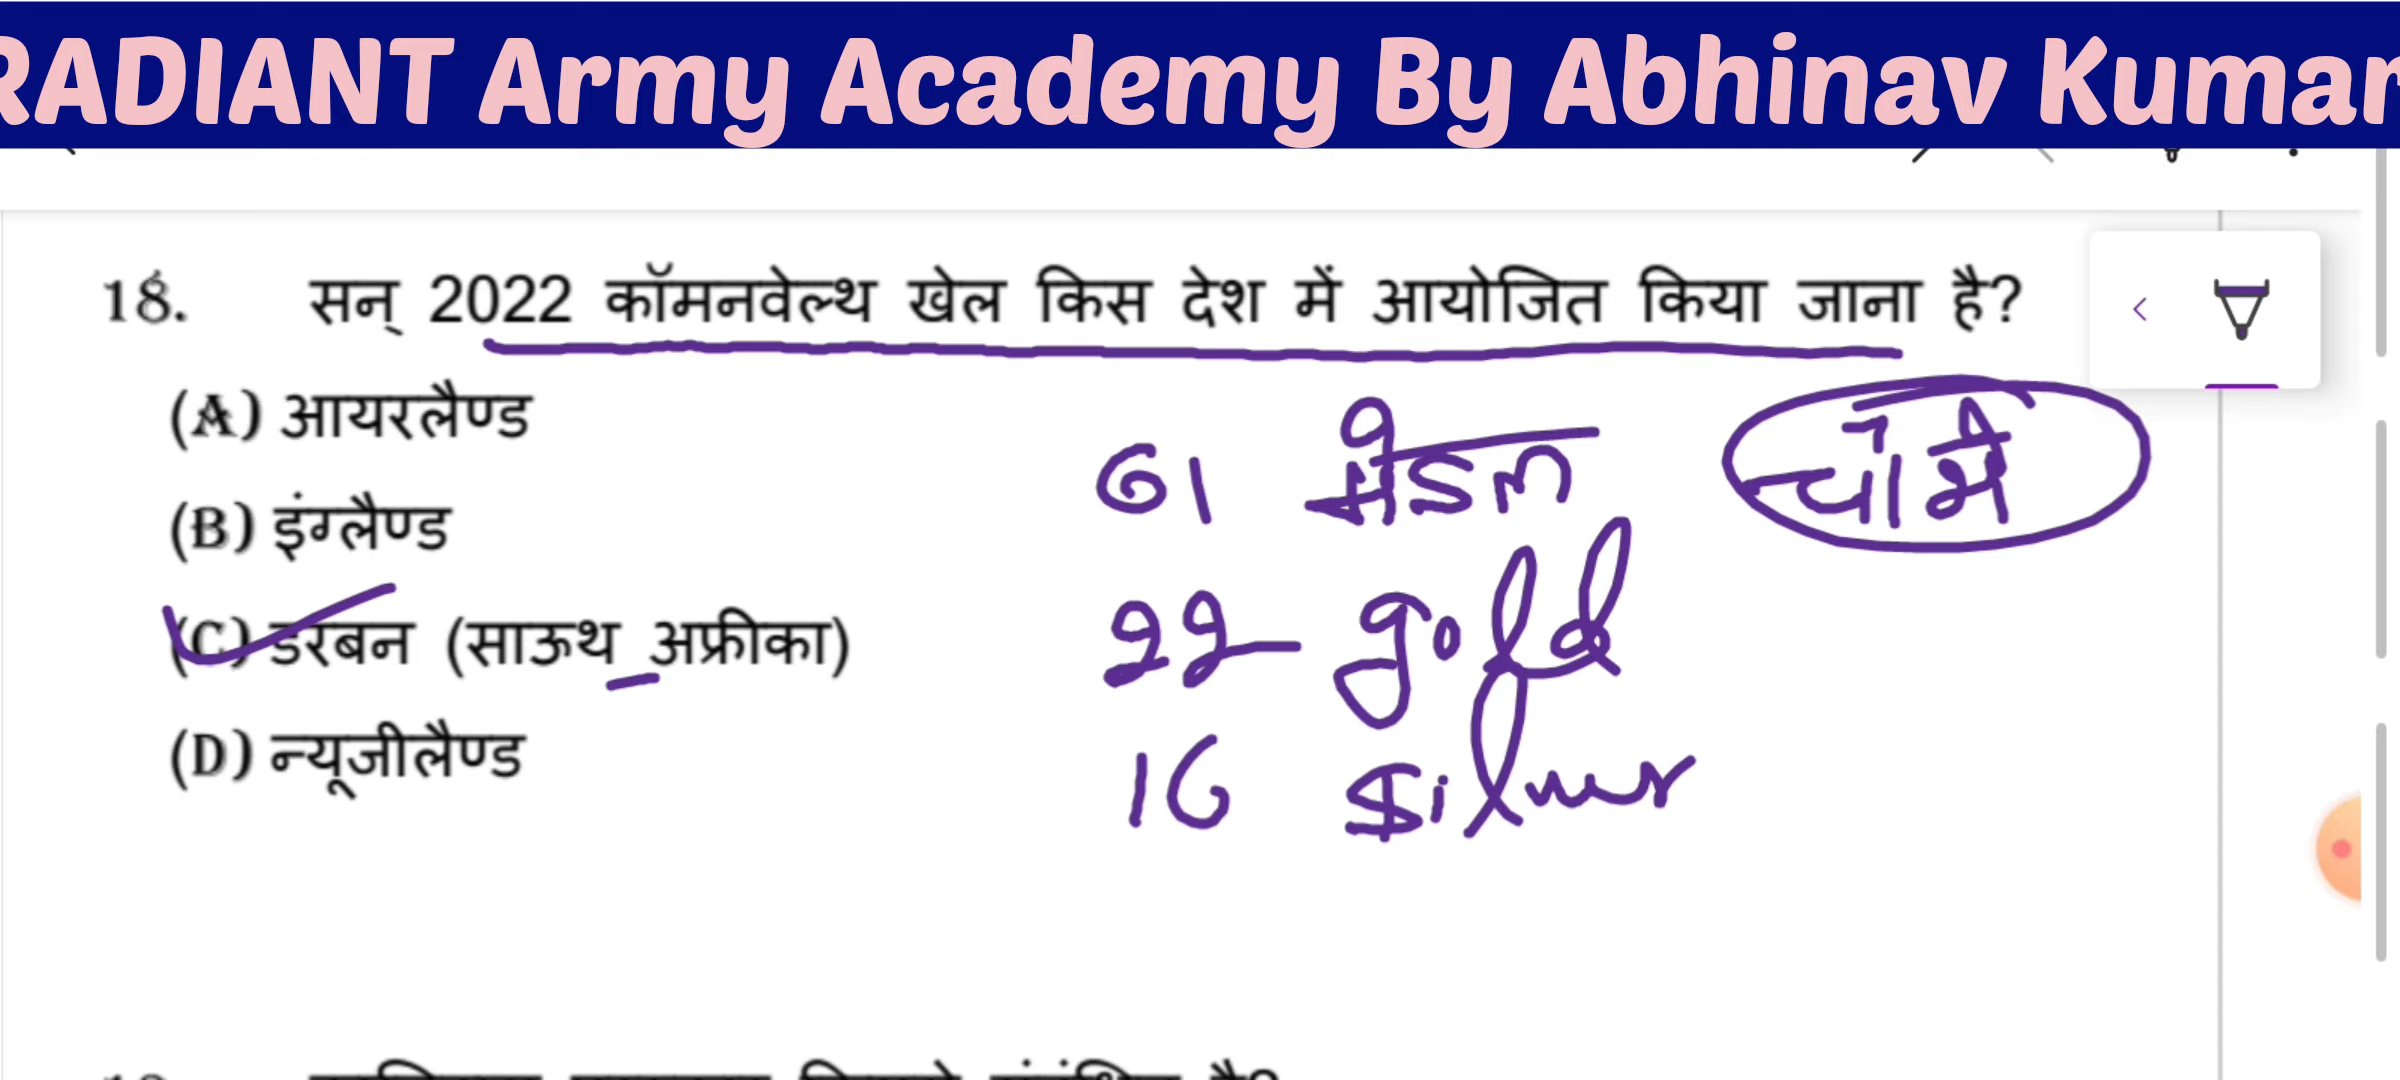 RADIANT Army Academy By Abhinav Kumar
18. सन् 2022 कॉमनवेल्थ खेल किस देश में आयोजित किया जाना है?
(A) आयरलैण्ड
(B) इंग्लैण्ड
(C) डरबन (साऊथ अफ्रीका)
(D) न्यूजीलैण्ड
61 मैडल
22 - gold
16 Silver